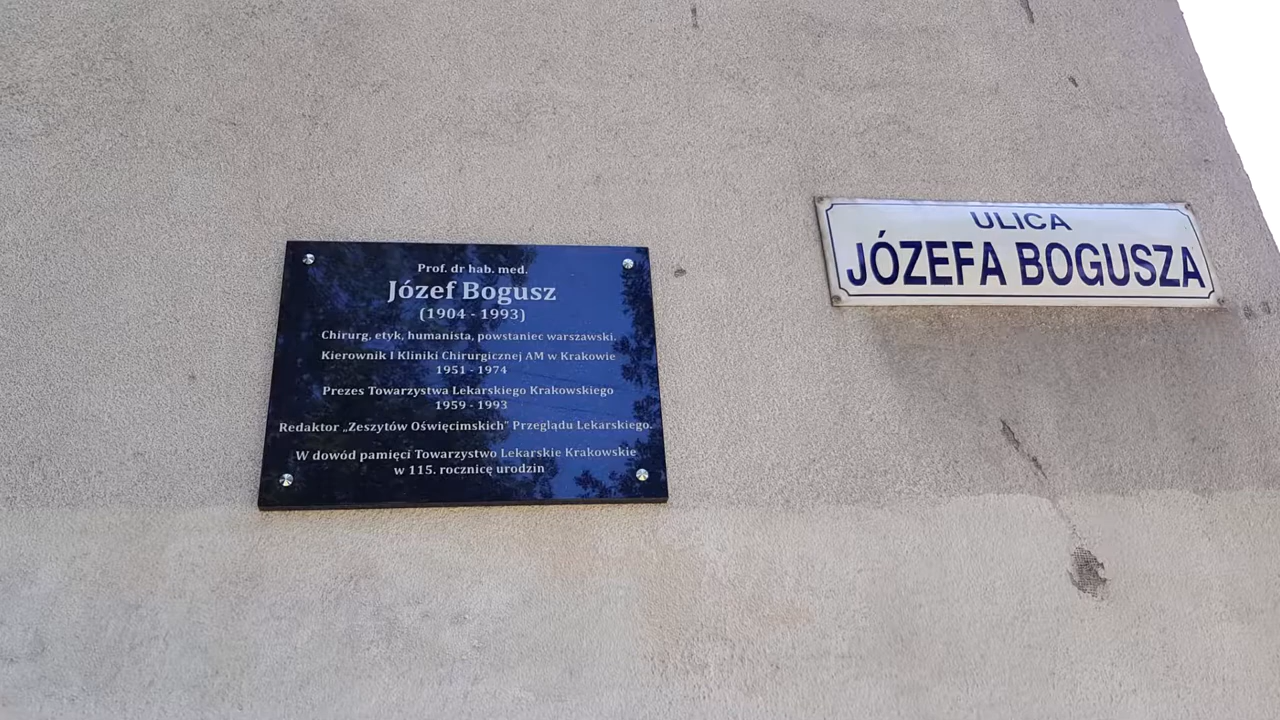 Prof. dr hab. med.
Józef Bogusz
(1904 - 1993)
Chirurg, etyk, humanista, powstaniec warszawski.
Kierownik I Kliniki Chirurgicznej AM w Krakowie
1951 - 1974
Prezes Towarzystwa Lekarskiego Krakowskiego
1959 - 1993
Redaktor „Zeszytów Oświęcimskich” Przeglądu Lekarskiego.
W dowód pamięci Towarzystwo Lekarskie Krakowskie
w 115. rocznicę urodzin
ULICA
JÓZEFA BOGUSZA